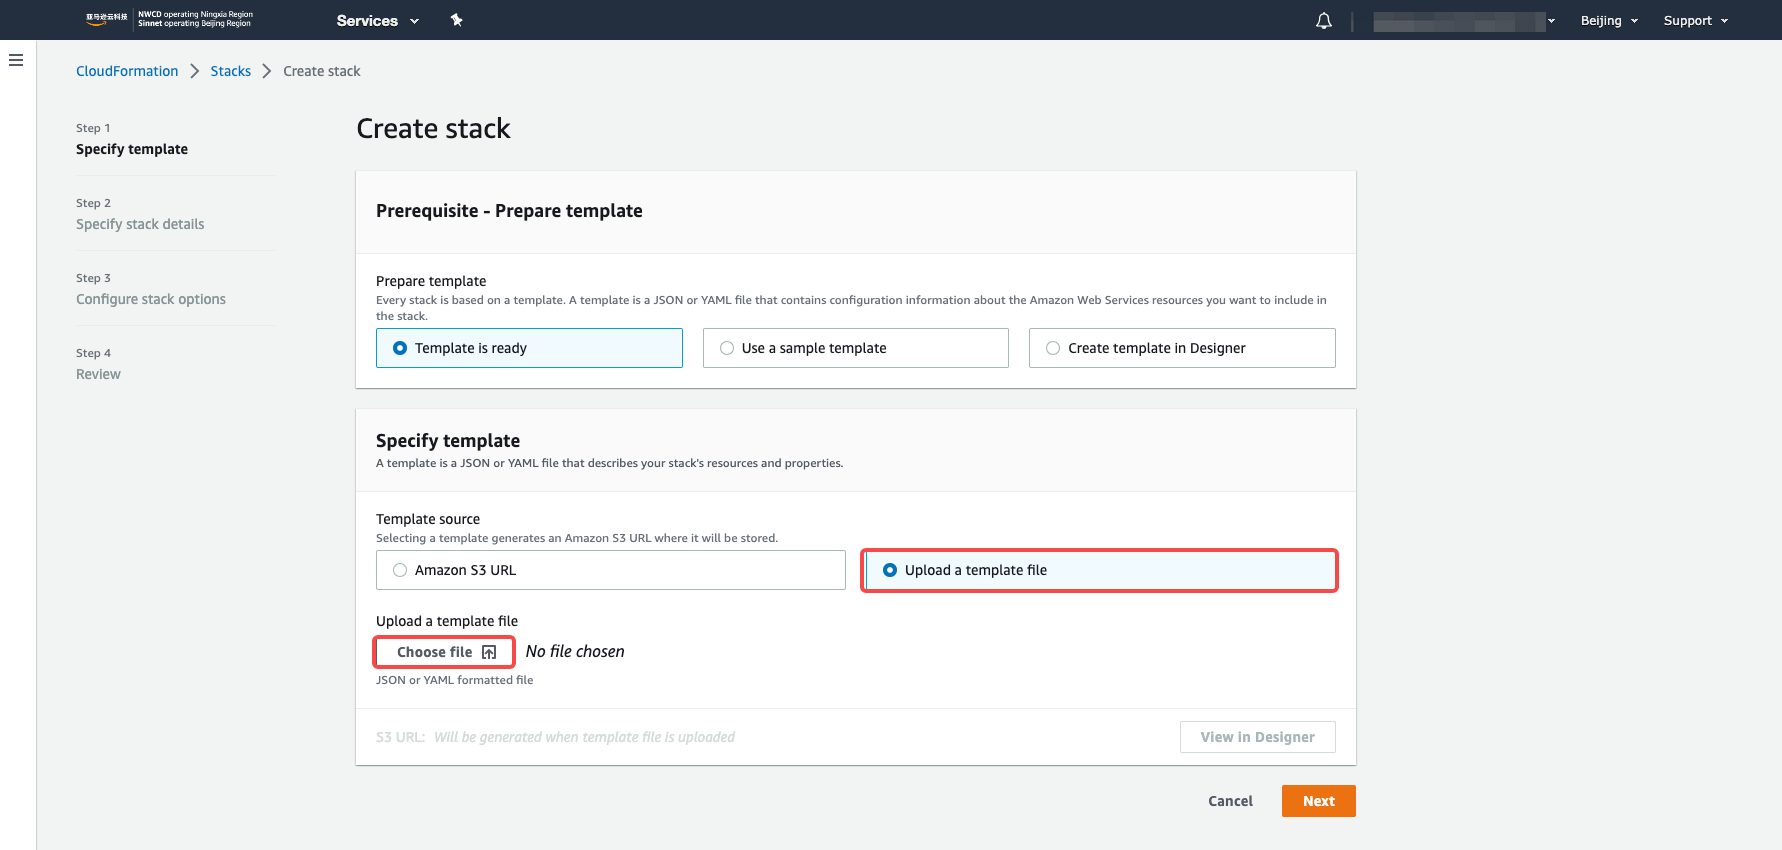 亚马逊云科技
NWCD operating Ningxia Region
Sinnet operating Beijing Region
Services
Beijing
Support
CloudFormation
Stacks
Create stack
Step 1
Specify template
Step 2
Specify stack details
Step 3
Configure stack options
Step 4
Review
Create stack
Prerequisite - Prepare template
Prepare template
Every stack is based on a template. A template is a JSON or YAML file that contains configuration information about the Amazon Web Services resources you want to include in
the stack.
Template is ready
Use a sample template
Create template in Designer
Specify template
A template is a JSON or YAML file that describes your stack's resources and properties.
Template source
Selecting a template generates an Amazon S3 URL where it will be stored.
Amazon S3 URL
Upload a template file
Upload a template file
Choose file
No file chosen
JSON or YAML formatted file
S3 URL: Will be generated when template file is uploaded
View in Designer
Cancel
Next